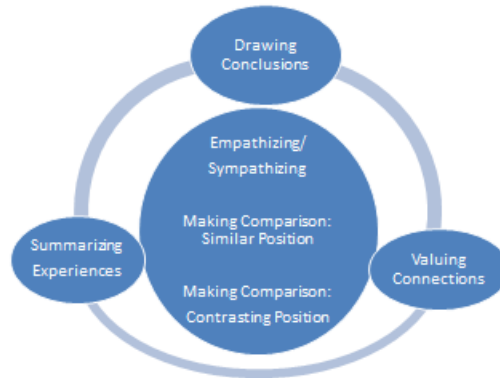 Drawing
Conclusions
Empathizing/
Sympathizing
Making Comparison:
Similar Position
Summarizing
Experiences
Valuing
Connections
Making Comparison:
Contrasting Position